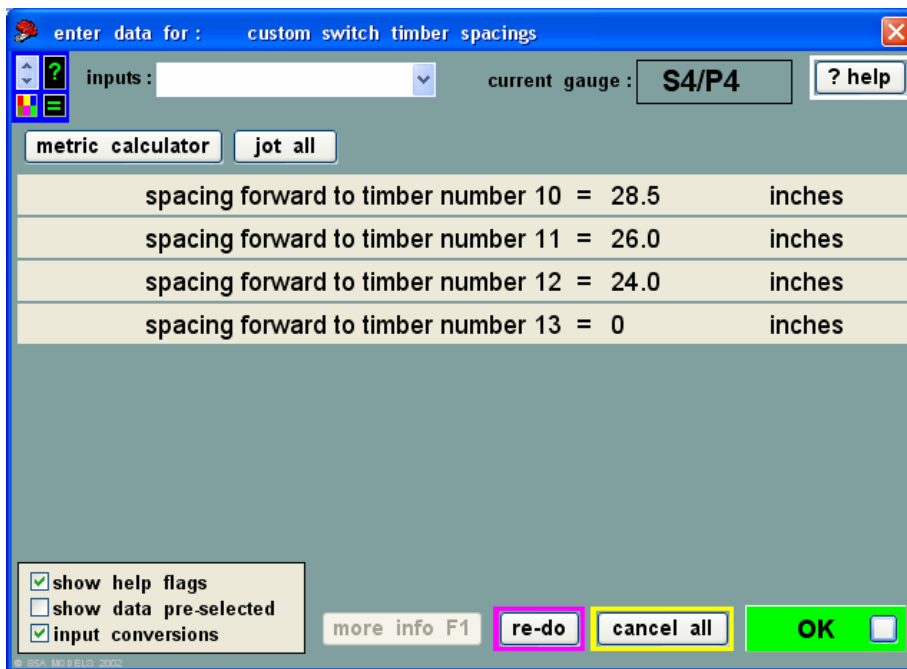 enter data for : custom switch timber spacings
?
inputs :
current gauge : S4/P4
? help
=
metric calculator
jot all
spacing forward to timber number 10 = 28.5 inches
spacing forward to timber number 11 = 26.0 inches
spacing forward to timber number 12 = 24.0 inches
spacing forward to timber number 13 = 0 inches
show help flags
show data pre-selected
input conversions
more info F1
re-do
cancel all
OK
© BSA MODELS 2002